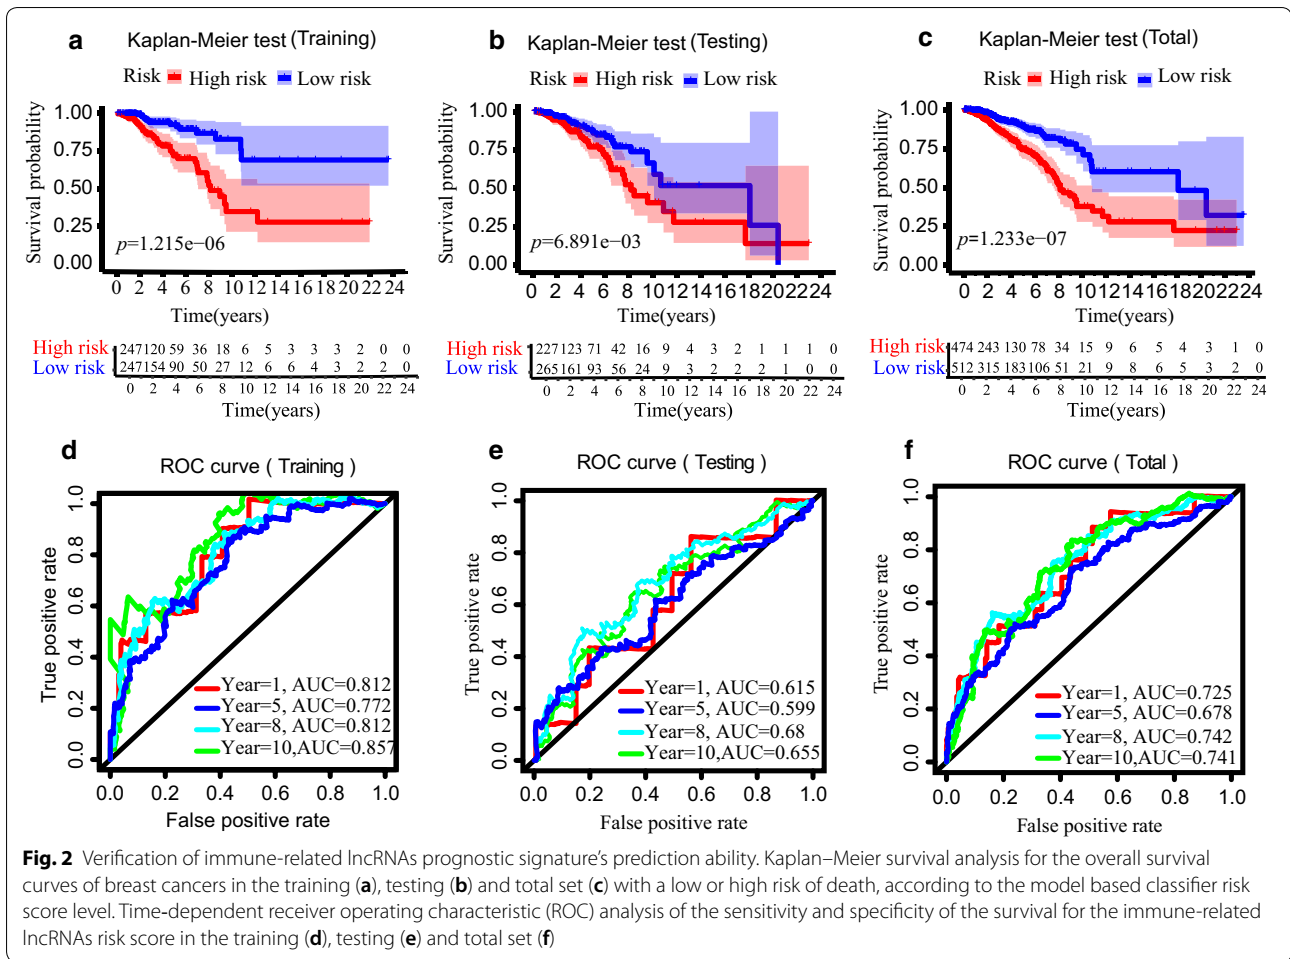 a
Kaplan-Meier test (Training)
Risk High risk Low risk
Survival probability
1.00
0.75
0.50
0.25
0.00
p=1.215e−06
0 2 4 6 8 10 12 14 16 18 20 22 24
Time(years)
High risk 247 120 59 36 18 6 5 3 3 3 2 0 0
Low risk 247 154 90 50 27 12 6 6 4 3 2 2 0
0 2 4 6 8 10 12 14 16 18 20 22 24
Time(years)
b
Kaplan-Meier test (Testing)
Risk High risk Low risk
Survival probability
1.00
0.75
0.50
0.25
0.00
p=6.891e−03
0 2 4 6 8 10 12 14 16 18 20 22 24
Time(years)
High risk 227 123 71 42 16 9 4 3 2 1 1 1 0
Low risk 265 161 93 56 24 9 3 2 2 2 1 0 0
0 2 4 6 8 10 12 14 16 18 20 22 24
Time(years)
c
Kaplan-Meier test (Total)
Risk High risk Low risk
Survival probability
1.00
0.75
0.50
0.25
0.00
p=1.233e−07
0 2 4 6 8 10 12 14 16 18 20 22 24
Time(years)
High risk 474 243 130 78 34 15 9 6 5 4 3 1 0
Low risk 512 315 183 106 51 21 9 8 6 5 3 2 0
0 2 4 6 8 10 12 14 16 18 20 22 24
Time(years)
d
ROC curve ( Training )
True positive rate
1.0
0.8
0.6
0.4
0.2
0.0
Year=1, AUC=0.812
Year=5, AUC=0.772
Year=8, AUC=0.812
Year=10,AUC=0.857
0.0 0.2 0.4 0.6 0.8 1.0
False positive rate
e
ROC curve ( Testing )
True positive rate
1.0
0.8
0.6
0.4
0.2
0.0
Year=1, AUC=0.615
Year=5, AUC=0.599
Year=8, AUC=0.68
Year=10,AUC=0.655
0.0 0.2 0.4 0.6 0.8 1.0
False positive rate
f
ROC curve ( Total )
True positive rate
1.0
0.8
0.6
0.4
0.2
0.0
Year=1, AUC=0.725
Year=5, AUC=0.678
Year=8, AUC=0.742
Year=10,AUC=0.741
0.0 0.2 0.4 0.6 0.8 1.0
False positive rate
Fig. 2 Verification of immune-related lncRNAs prognostic signature's prediction ability. Kaplan–Meier survival analysis for the overall survival
curves of breast cancers in the training (a), testing (b) and total set (c) with a low or high risk of death, according to the model based classifier risk
score level. Time-dependent receiver operating characteristic (ROC) analysis of the sensitivity and specificity of the survival for the immune-related
lncRNAs risk score in the training (d), testing (e) and total set (f)